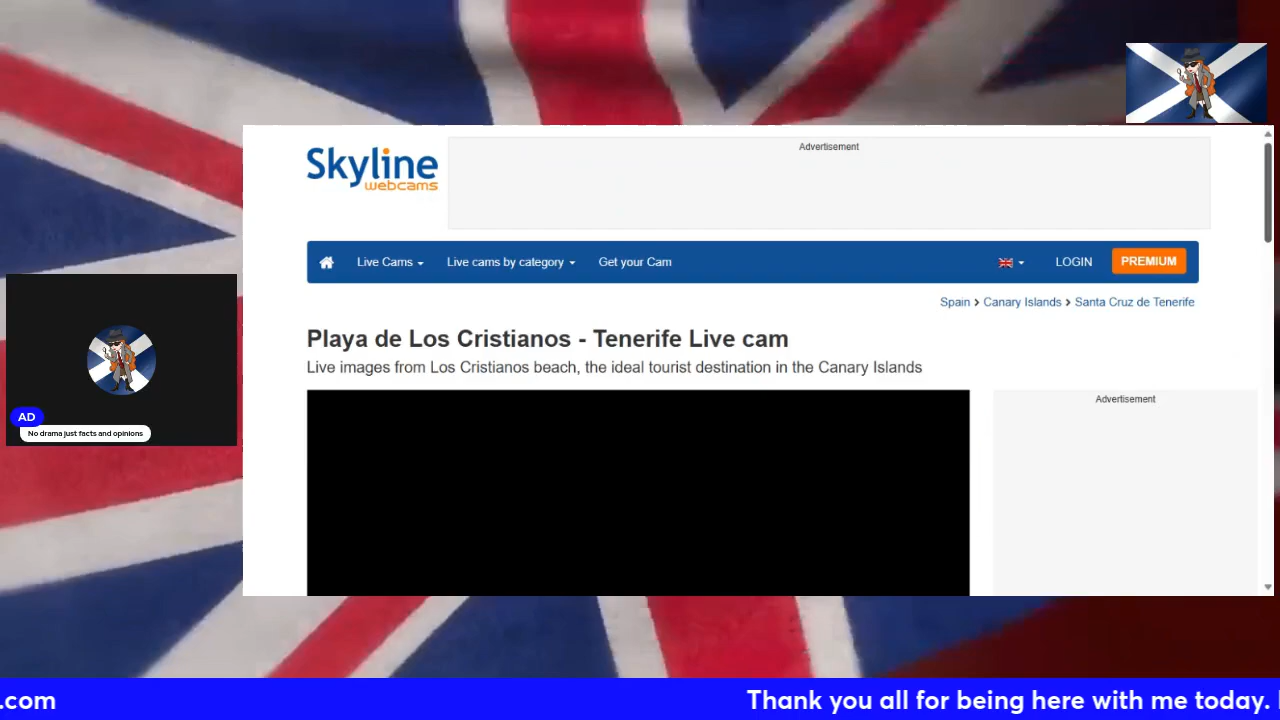 Skyline
webcams
Advertisement
Live Cams
Live cams by category
Get your Cam
LOGIN
PREMIUM
Spain
Canary Islands
Santa Cruz de Tenerife
Playa de Los Cristianos - Tenerife Live cam
Live images from Los Cristianos beach, the ideal tourist destination in the Canary Islands
Advertisement
AD
No drama just facts and opinions
.com
Thank you all for being here with me today.